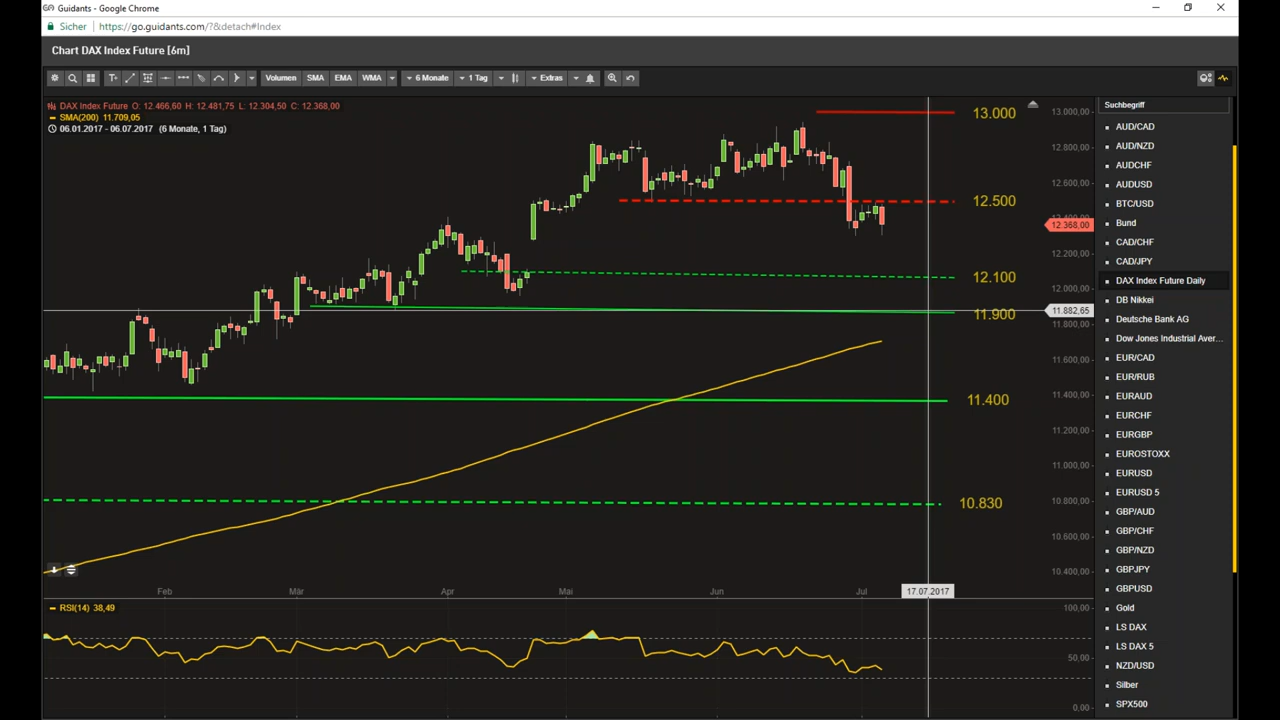 Guidants - Google Chrome
Sicher https://go.guidants.com/?&detach#Index
Chart DAX Index Future [6m]
Volumen SMA EMA WMA 6 Monate 1 Tag Extras
DAX Index Future O: 12.466,60 H: 12.481,75 L: 12.304,50 C: 12.368,00
SMA(200) 11.709,05
06.01.2017 - 06.07.2017 (6 Monate, 1 Tag)
13.000
12.500
12.100
11.900
11.400
10.830
13.000,00
12.800,00
12.600,00
12.368,00
12.200,00
12.000,00
11.882,65
11.800,00
11.600,00
11.400,00
11.200,00
11.000,00
10.800,00
10.600,00
10.400,00
Feb Mär Apr Mai Jun Jul 17.07.2017
RSI(14) 38,49
100,00
50,00
0,00
Suchbegriff
AUD/CAD
AUD/NZD
AUDCHF
AUDUSD
BTC/USD
Bund
CAD/CHF
CAD/JPY
DAX Index Future Daily
DB Nikkei
Deutsche Bank AG
Dow Jones Industrial Aver...
EUR/CAD
EUR/RUB
EURAUD
EURCHF
EURGBP
EUROSTOXX
EURUSD
EURUSD 5
GBP/AUD
GBP/CHF
GBP/NZD
GBPJPY
GBPUSD
Gold
LS DAX
LS DAX 5
NZD/USD
Silber
SPX500